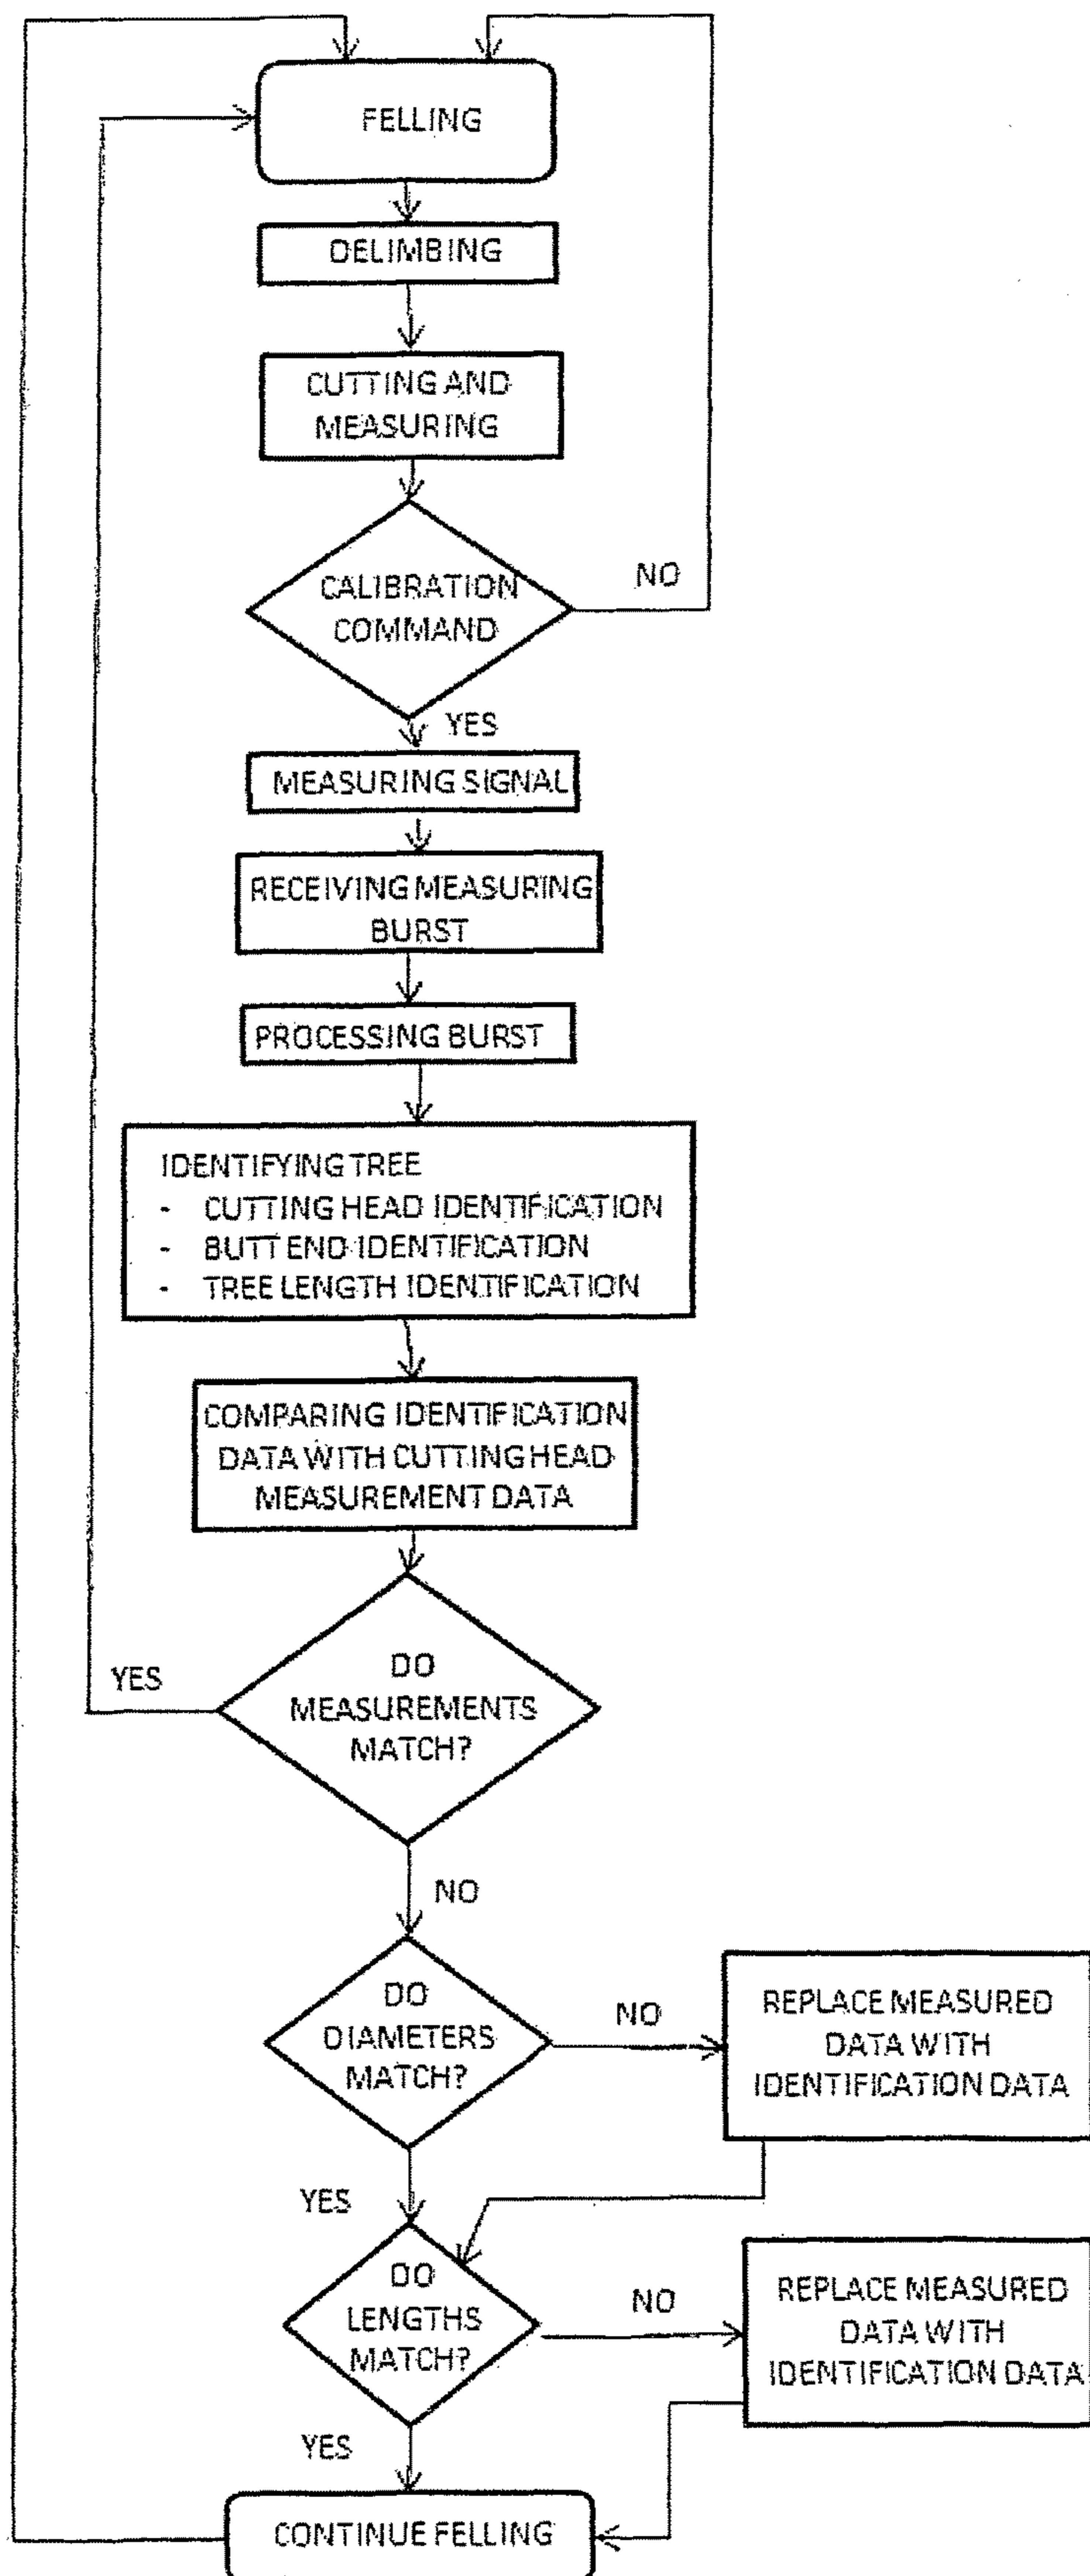 FELLING
DELIMBING
CUTTING AND
MEASURING
CALIBRATION
COMMAND
NO
YES
MEASURING SIGNAL
RECEIVING MEASURING
BURST
PROCESSING BURST
IDENTIFYING TREE
- CUTTING HEAD IDENTIFICATION
- BUTT END IDENTIFICATION
- TREE LENGTH IDENTIFICATION
COMPARING IDENTIFICATION
DATA WITH CUTTING HEAD
MEASUREMENT DATA
DO
MEASUREMENTS
MATCH?
YES
NO
DO
DIAMETERS
MATCH?
NO
REPLACE MEASURED
DATA WITH
IDENTIFICATION DATA
YES
DO
LENGTHS
MATCH?
NO
REPLACE MEASURED
DATA WITH
IDENTIFICATION DATA
YES
CONTINUE FELLING